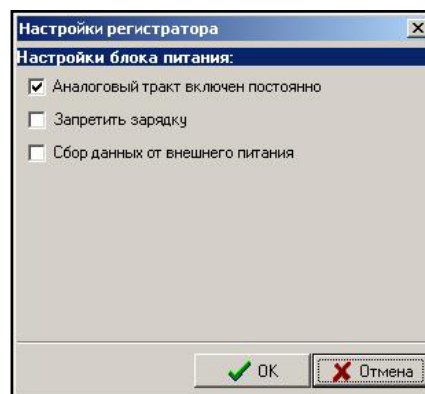 Настройки регистратора
Настройки блока питания:
Аналоговый тракт включен постоянно
Запретить зарядку
Сбор данных от внешнего питания
OK
Отмена